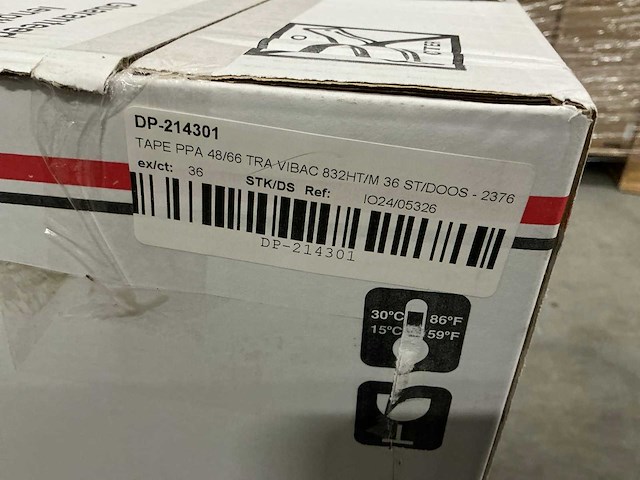 Guaranteed
DP-214301
TAPE PPA 48/66 TRA VIBAC 832HT/M 36 ST/DOOS - 2376
ex/ct: 36 STK/DS Ref: IO24/05326
DP-214301
30°C 86°F
15°C 59°F